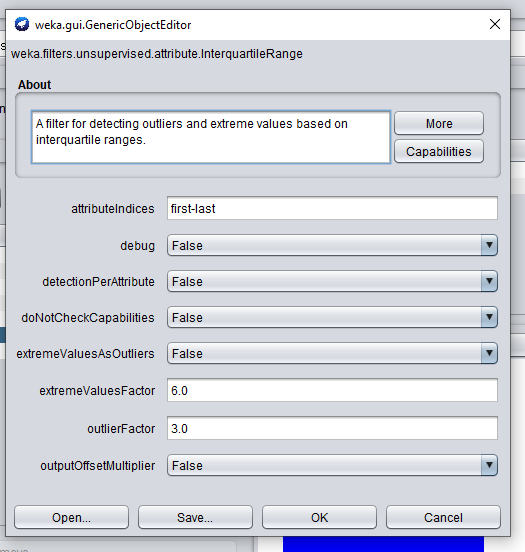 weka.gui.GenericObjectEditor
weka.filters.unsupervised.attribute.InterquartileRange
About
A filter for detecting outliers and extreme values based on
interquartile ranges.
More
Capabilities
attributeIndices first-last
debug False
detectionPerAttribute False
doNotCheckCapabilities False
extremeValuesAsOutliers False
extremeValuesFactor 6.0
outlierFactor 3.0
outputOffsetMultiplier False
Open... Save... OK Cancel